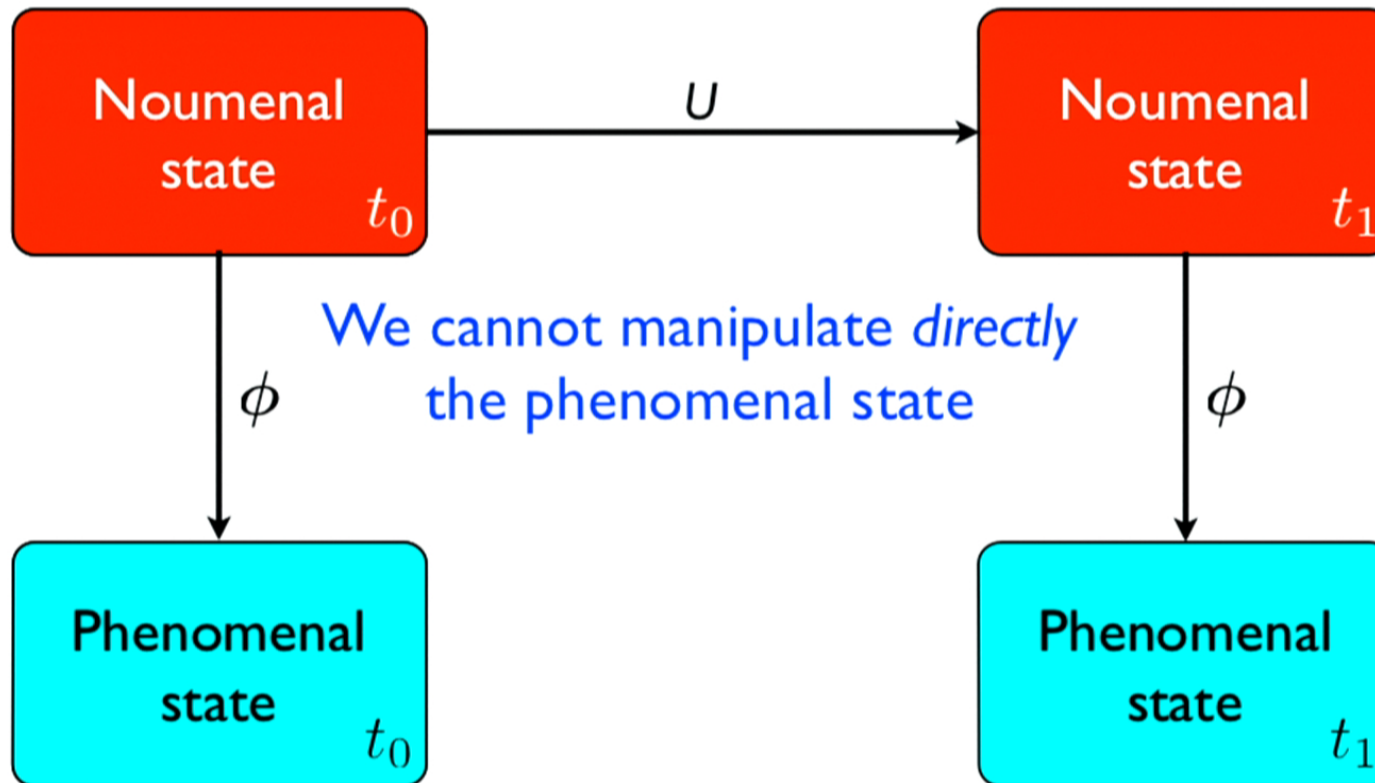 Noumenal
state
t₀
U
Noumenal
state
t₁
We cannot manipulate directly
the phenomenal state
ϕ
ϕ
Phenomenal
state
t₀
Phenomenal
state
t₁